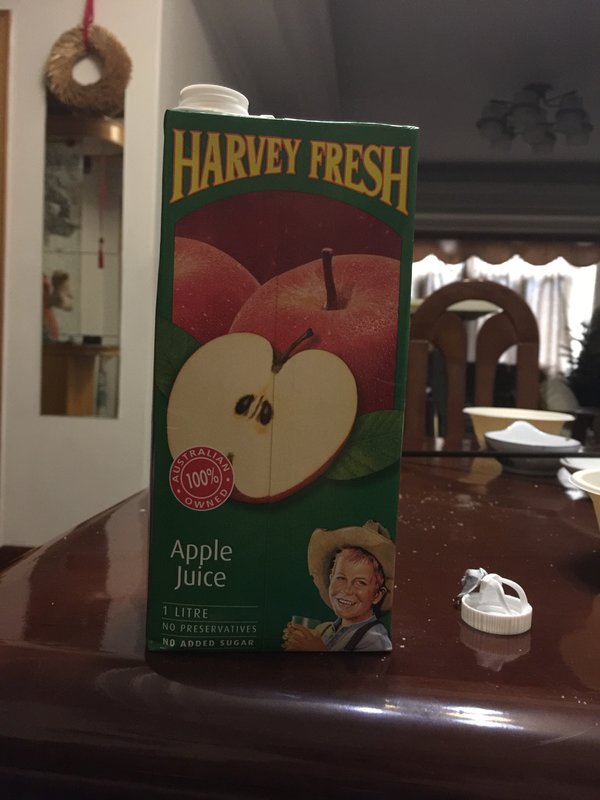 HARVEY FRESH
AUSTRALIAN
100%
OWNED
Apple
Juice
1 LITRE
NO PRESERVATIVES
NO ADDED SUGAR